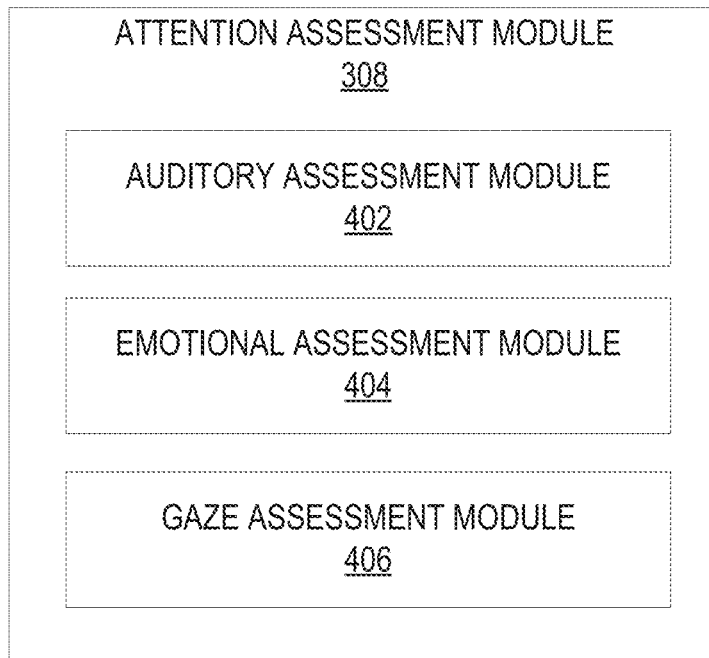 ATTENTION ASSESSMENT MODULE
308
AUDITORY ASSESSMENT MODULE
402
EMOTIONAL ASSESSMENT MODULE
404
GAZE ASSESSMENT MODULE
406